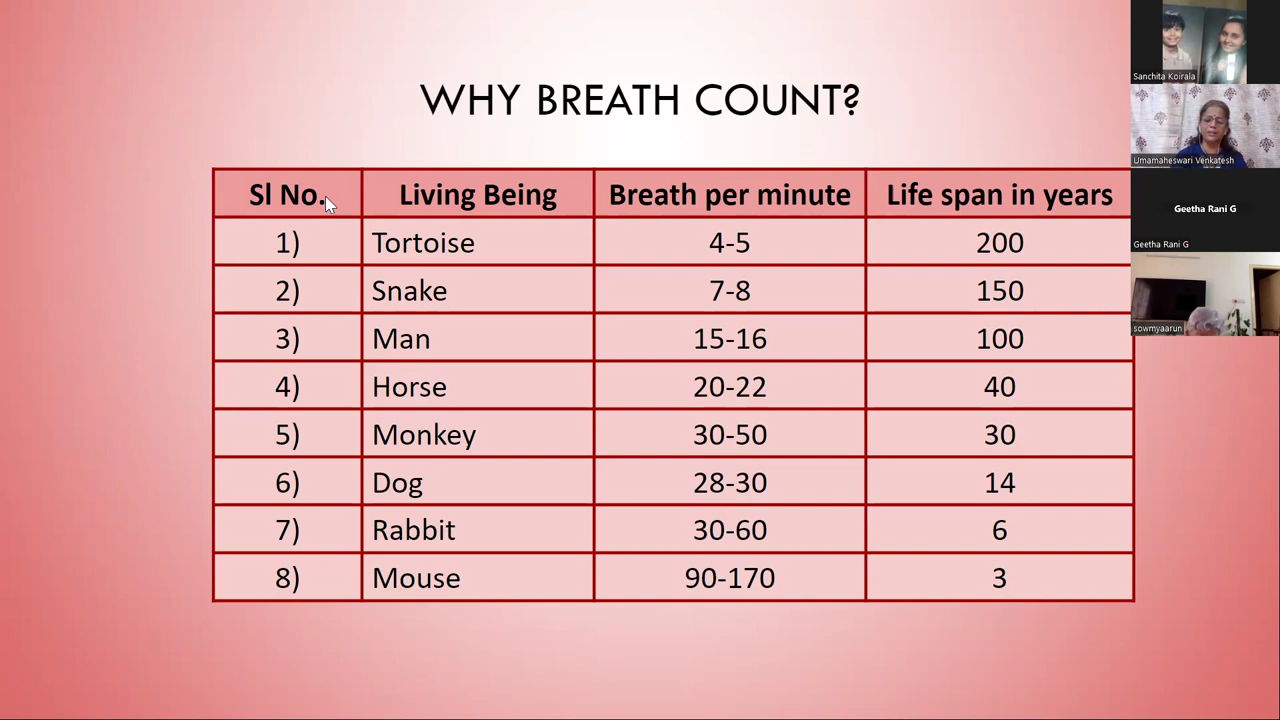 WHY BREATH COUNT?
Sl No. Living Being Breath per minute Life span in years
1) Tortoise 4-5 200
2) Snake 7-8 150
3) Man 15-16 100
4) Horse 20-22 40
5) Monkey 30-50 30
6) Dog 28-30 14
7) Rabbit 30-60 6
8) Mouse 90-170 3
Sanchita Koirala
Umamaheswari Venkatesh
Geetha Rani G
Geetha Rani G
sowmyaarun